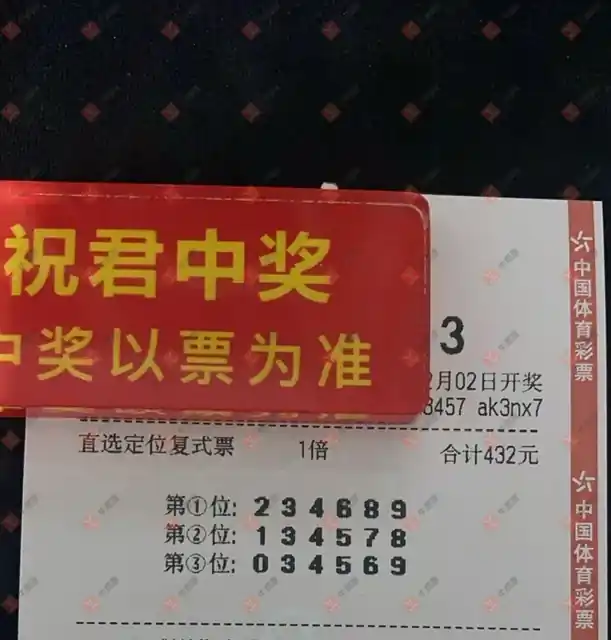 祝君中奖
中奖以票为准
3
2月02日开奖
8457 ak3nx7
直选定位复式票 1倍 合计432元
第①位: 2 3 4 6 8 9
第②位: 1 3 4 5 7 8
第③位: 0 3 4 5 6 9
中国体育彩票
中国体育彩票